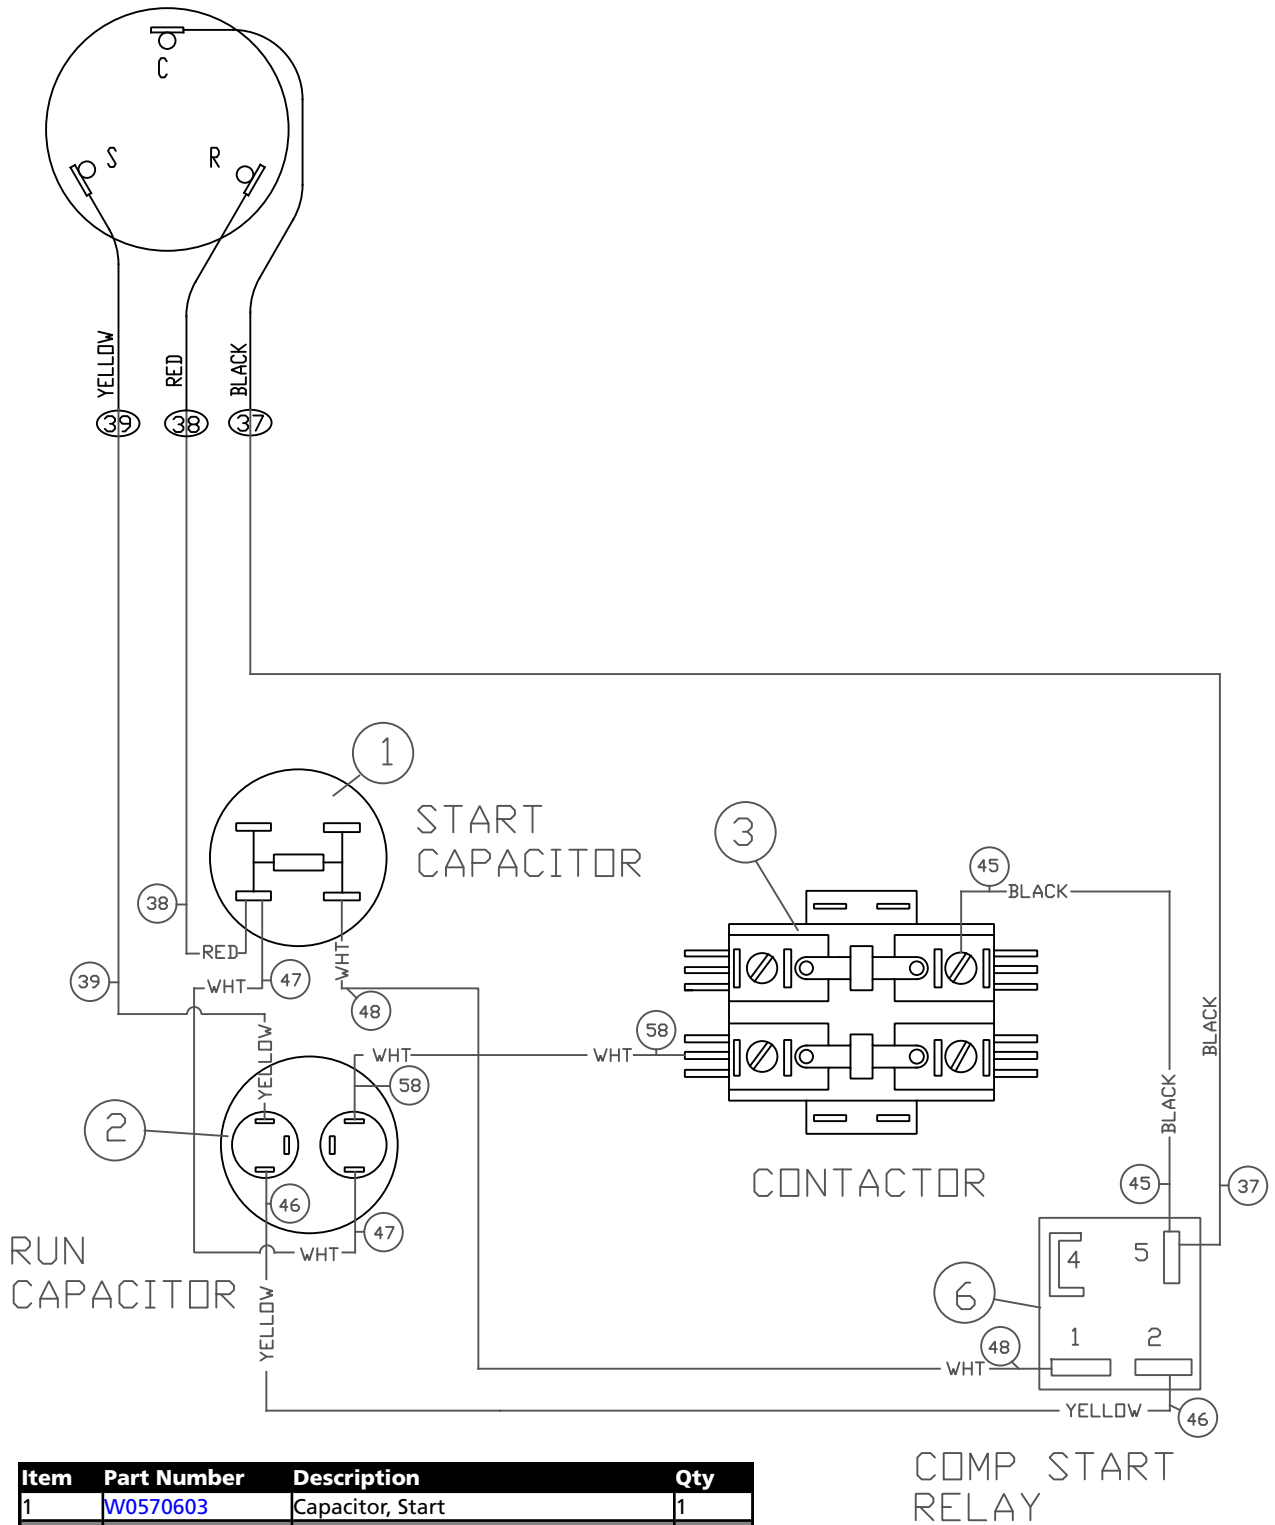 C
S
R
YELLOW
RED
BLACK
39
38
37
1
START
CAPACITOR
3
45
BLACK
38
RED
WHT
39
WHT
47
48
BLACK
YELLOW
WHT
WHT
58
58
2
BLACK
CONTACTOR
45
37
46
47
WHT
RUN
CAPACITOR
4
5
6
YELLOW
1
2
48
WHT
YELLOW
46
COMP START
RELAY
Item Part Number Description Qty
1 W0570603 Capacitor, Start 1